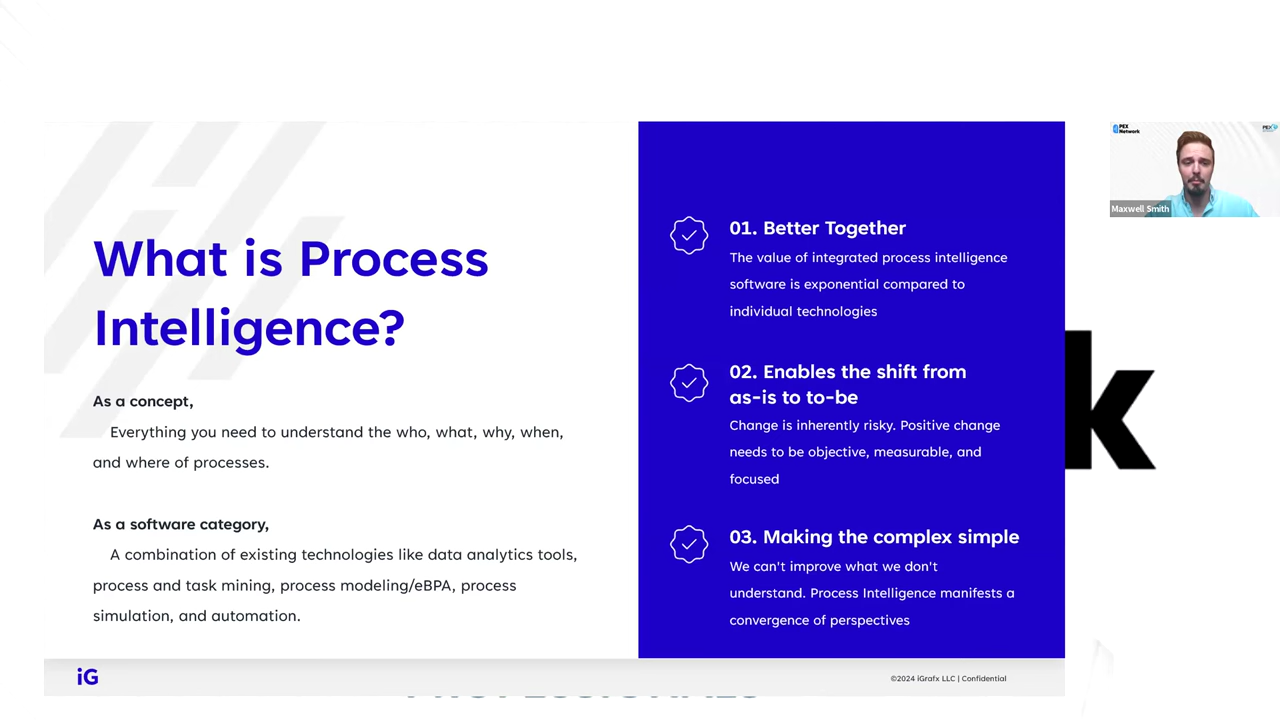 What is Process
Intelligence?
As a concept,
Everything you need to understand the who, what, why, when,
and where of processes.
As a software category,
A combination of existing technologies like data analytics tools,
process and task mining, process modeling/eBPA, process
simulation, and automation.
01. Better Together
The value of integrated process intelligence
software is exponential compared to
individual technologies
02. Enables the shift from
as-is to to-be
Change is inherently risky. Positive change
needs to be objective, measurable, and
focused
03. Making the complex simple
We can't improve what we don't
understand. Process Intelligence manifests a
convergence of perspectives
iG
©2024 iGrafx LLC | Confidential
PEX
Network
Maxwell Smith
k